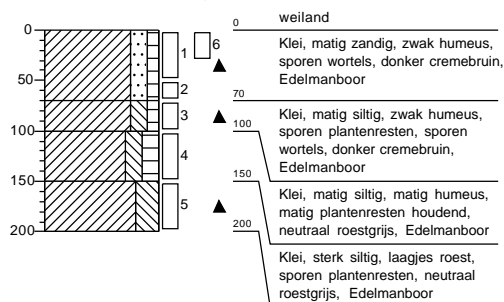 0
50
100
150
200
1
2
3
4
5
6
0
weiland
Klei, matig zandig, zwak humeus,
sporen wortels, donker cremebruin,
Edelmanboor
70
Klei, matig siltig, zwak humeus,
sporen plantenresten, sporen
wortels, donker cremebruin,
Edelmanboor
100
Klei, matig siltig, matig humeus,
matig plantenresten houdend,
neutraal roestgrijs, Edelmanboor
150
Klei, sterk siltig, laagjes roest,
sporen plantenresten, neutraal
roestgrijs, Edelmanboor
200